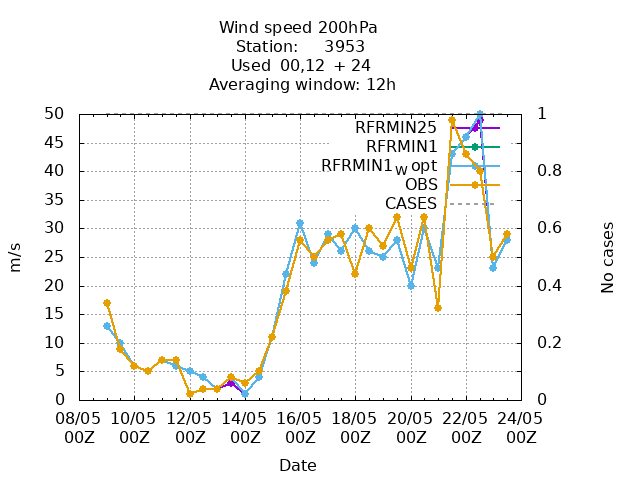 Wind speed 200hPa
Station: 3953
Used 00,12 + 24
Averaging window: 12h
RFRMIN25
RFRMIN1
RFRMIN1w opt
OBS
CASES
m/s
50
45
40
35
30
25
20
15
10
5
0
1
0.8
0.6
0.4
0.2
0
No cases
08/05 10/05 12/05 14/05 16/05 18/05 20/05 22/05 24/05
00Z 00Z 00Z 00Z 00Z 00Z 00Z 00Z 00Z
Date